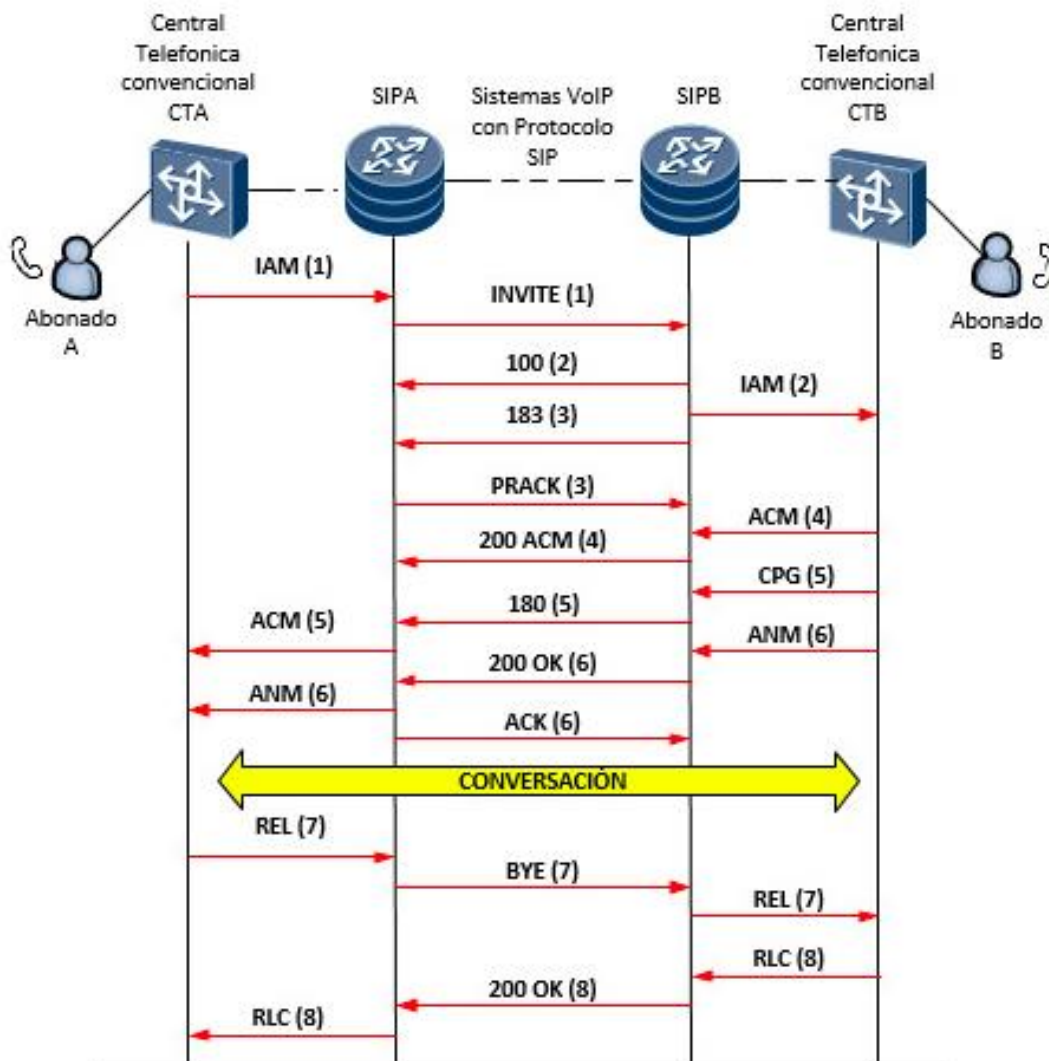 Central
Telefonica
convencional
CTA
SIPA
Sistemas VoIP
con Protocolo
SIP
SIPB
Central
Telefonica
convencional
CTB
Abonado
A
Abonado
B
IAM (1)
INVITE (1)
100 (2)
IAM (2)
183 (3)
PRACK (3)
ACM (4)
200 ACM (4)
CPG (5)
180 (5)
ACM (5)
ANM (6)
200 OK (6)
ANM (6)
ACK (6)
CONVERSACIÓN
REL (7)
BYE (7)
REL (7)
RLC (8)
200 OK (8)
RLC (8)